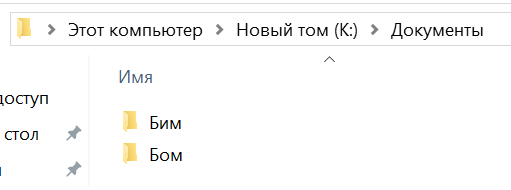 Этот компьютер > Новый том (K:) > Документы
Имя
доступ
Бим
стол
Бом